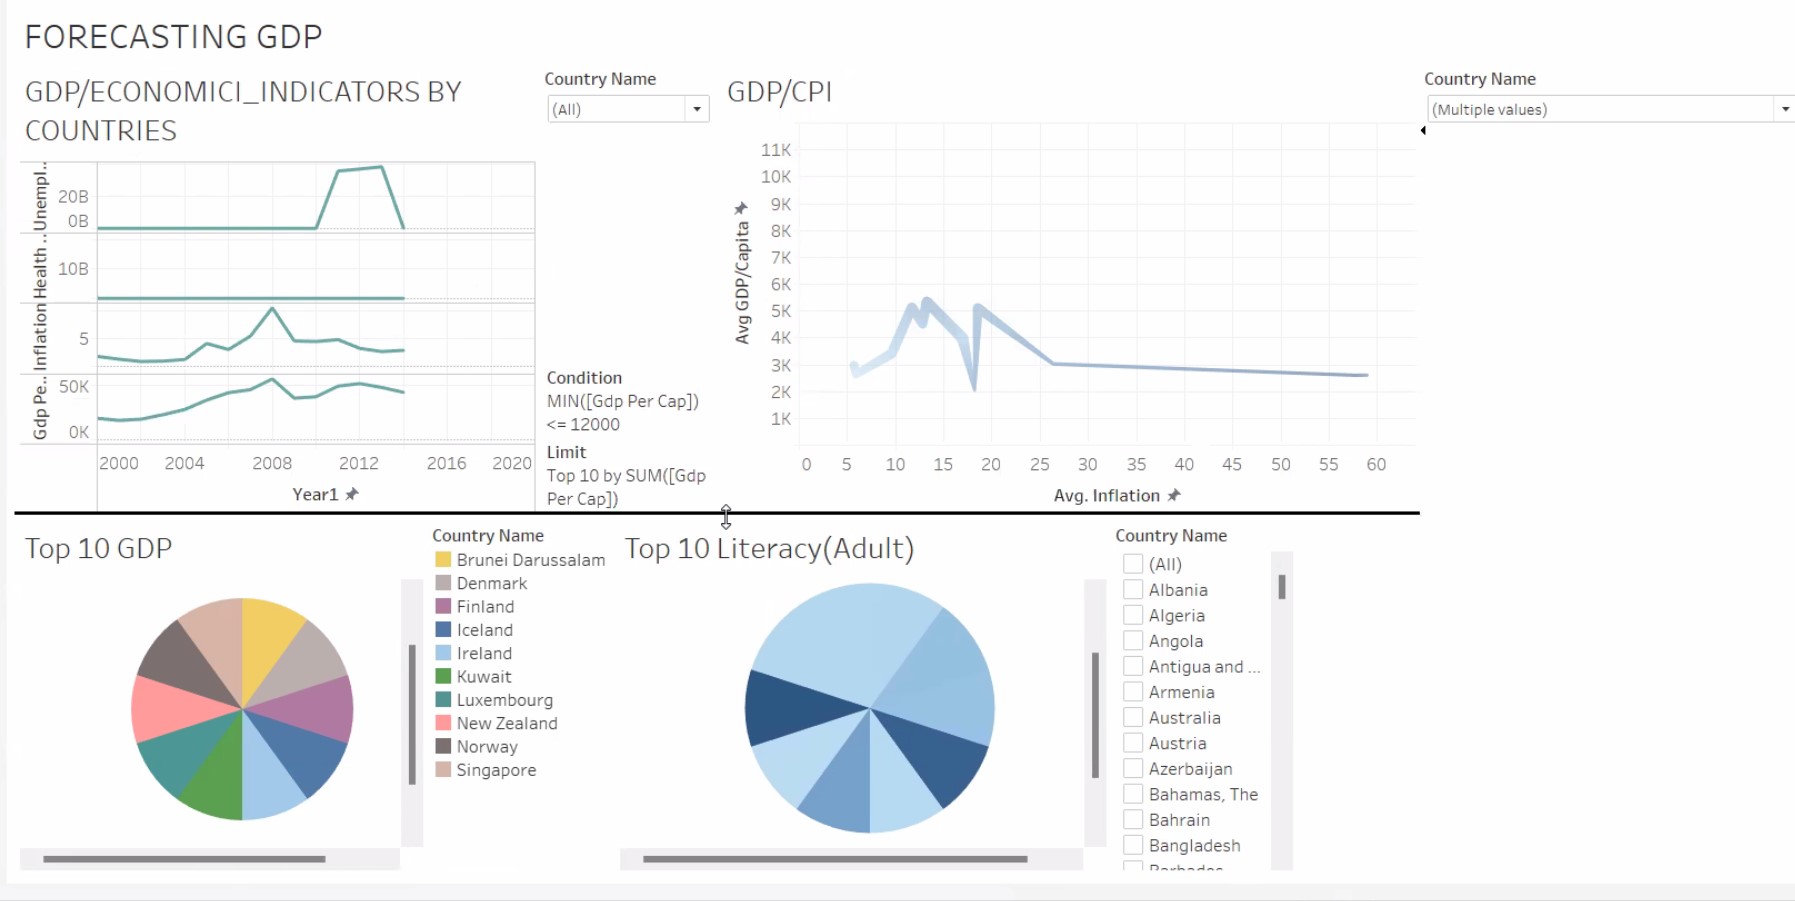 FORECASTING GDP
GDP/ECONOMICI_INDICATORS BY
COUNTRIES
Country Name
(All)
Unempl..
20B
0B
Health ..
10B
Inflation
5
Gdp Pe..
50K
0K
2000 2004 2008 2012 2016 2020
Year1
Condition
MIN([Gdp Per Cap])
<= 12000
Limit
Top 10 by SUM([Gdp
Per Cap])
GDP/CPI
Country Name
(Multiple values)
Avg GDP/Capita
11K
10K
9K
8K
7K
6K
5K
4K
3K
2K
1K
0 5 10 15 20 25 30 35 40 45 50 55 60
Avg. Inflation
Top 10 GDP
Country Name
Brunei Darussalam
Denmark
Finland
Iceland
Ireland
Kuwait
Luxembourg
New Zealand
Norway
Singapore
Top 10 Literacy(Adult)
Country Name
(All)
Albania
Algeria
Angola
Antigua and ...
Armenia
Australia
Austria
Azerbaijan
Bahamas, The
Bahrain
Bangladesh